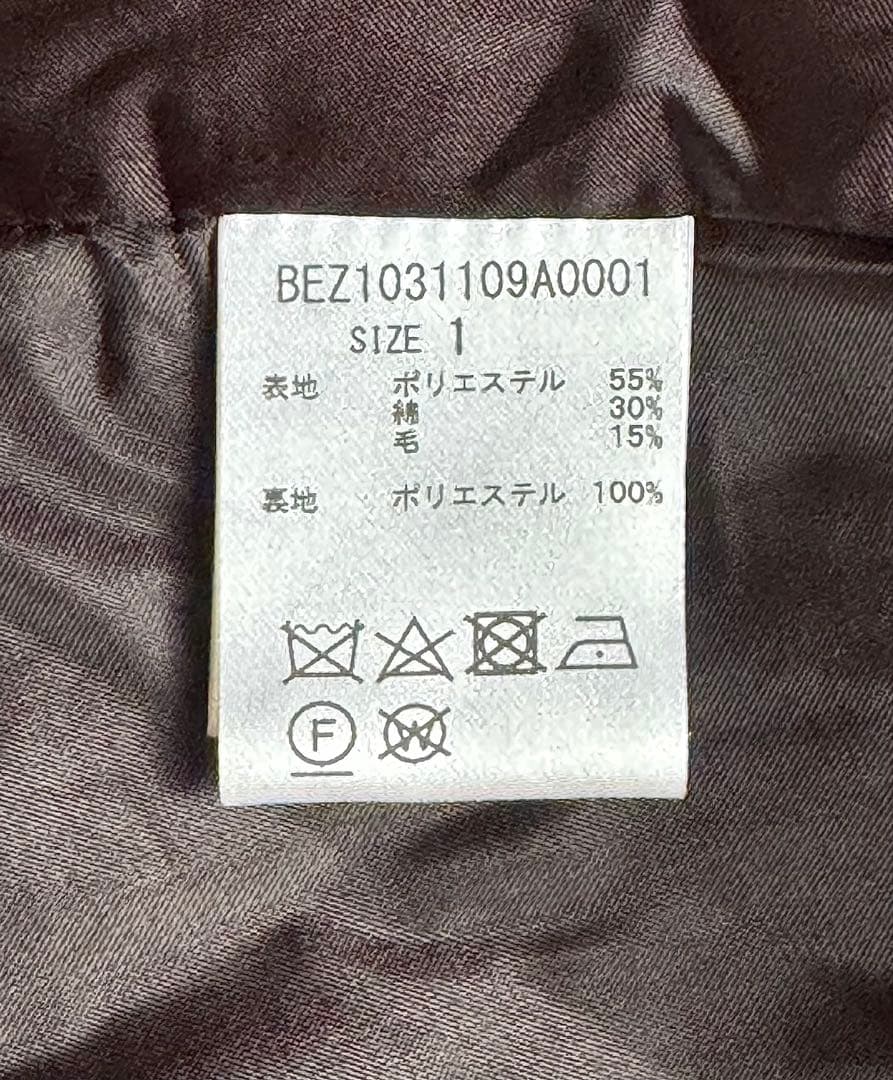 BEZ1031109A0001
SIZE 1
表地 ポリエステル 55%
綿 30%
毛 15%
裏地 ポリエステル 100%
F W